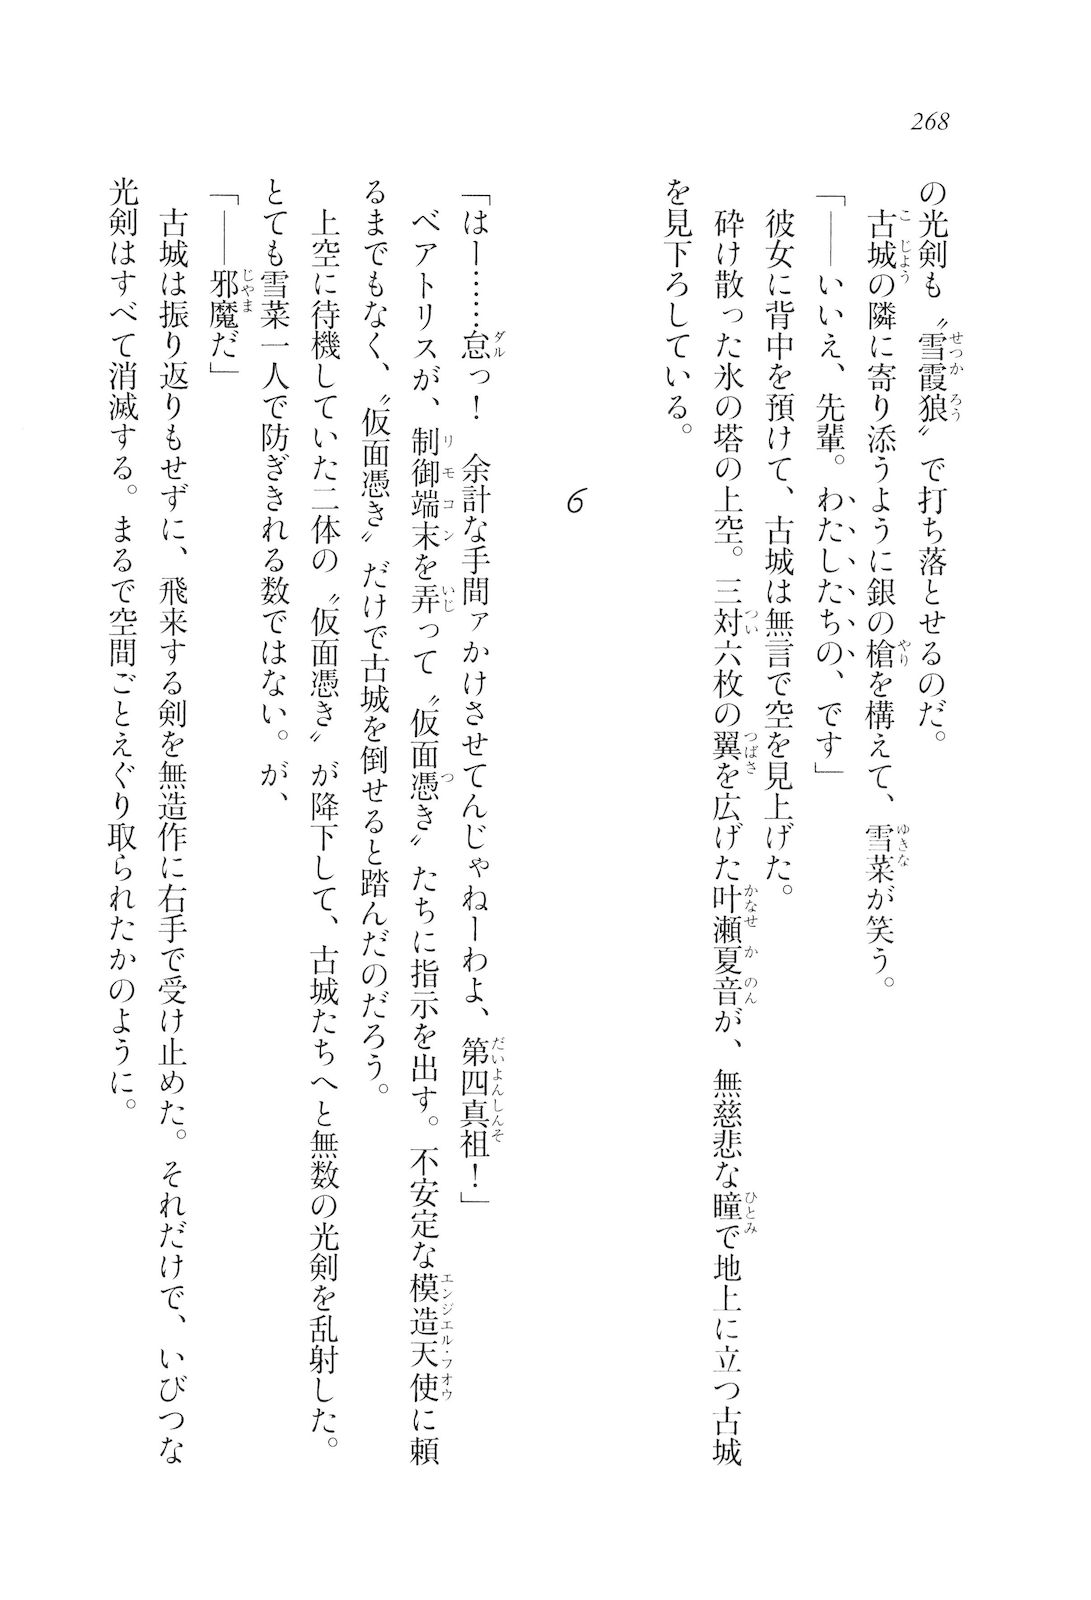 268
の光剣も〝雪霞狼〟で打ち落とせるのだ。
古城の隣に寄り添うように銀の槍を構えて、雪菜が笑う。
「――いいえ、先輩。わたしたちの、です」
彼女に背中を預けて、古城は無言で空を見上げた。
砕け散った氷の塔の上空。三対六枚の翼を広げた叶瀬夏音が、無慈悲な瞳で地上に立つ古城
を見下ろしている。
6
「はー……怠っ！　余計な手間ァかけさせてんじゃねーわよ、第四真祖！」
ベアトリスが、制御端末を弄って〝仮面憑き〟たちに指示を出す。不安定な模造天使に頼
るまでもなく、〝仮面憑き〟だけで古城を倒せると踏んだのだろう。
上空に待機していた二体の〝仮面憑き〟が降下して、古城たちへと無数の光剣を乱射した。
とても雪菜一人で防ぎきれる数ではない。が、
「――邪魔だ」
古城は振り返りもせずに、飛来する剣を無造作に右手で受け止めた。それだけで、いびつな
光剣はすべて消滅する。まるで空間ごとえぐり取られたかのように。